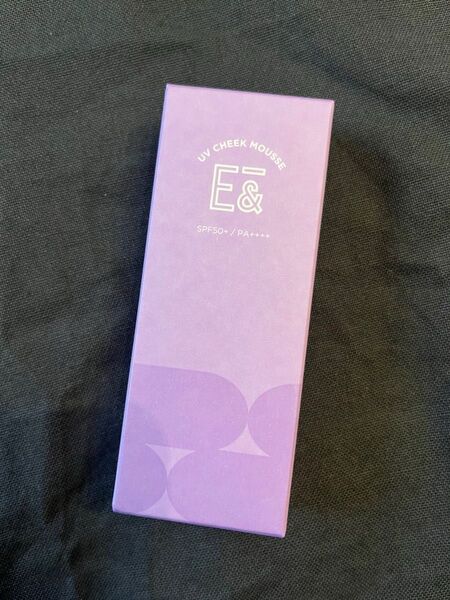 UV CHEEK MOUSSE
E&
SPF50+ / PA++++